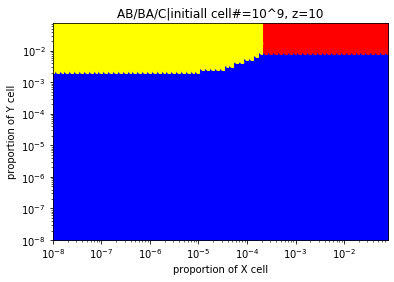 AB/BA/C|initiall cell#=10^9, z=10
proportion of Y cell
10⁻²
10⁻³
10⁻⁴
10⁻⁵
10⁻⁶
10⁻⁷
10⁻⁸
10⁻⁸ 10⁻⁷ 10⁻⁶ 10⁻⁵ 10⁻⁴ 10⁻³ 10⁻²
proportion of X cell